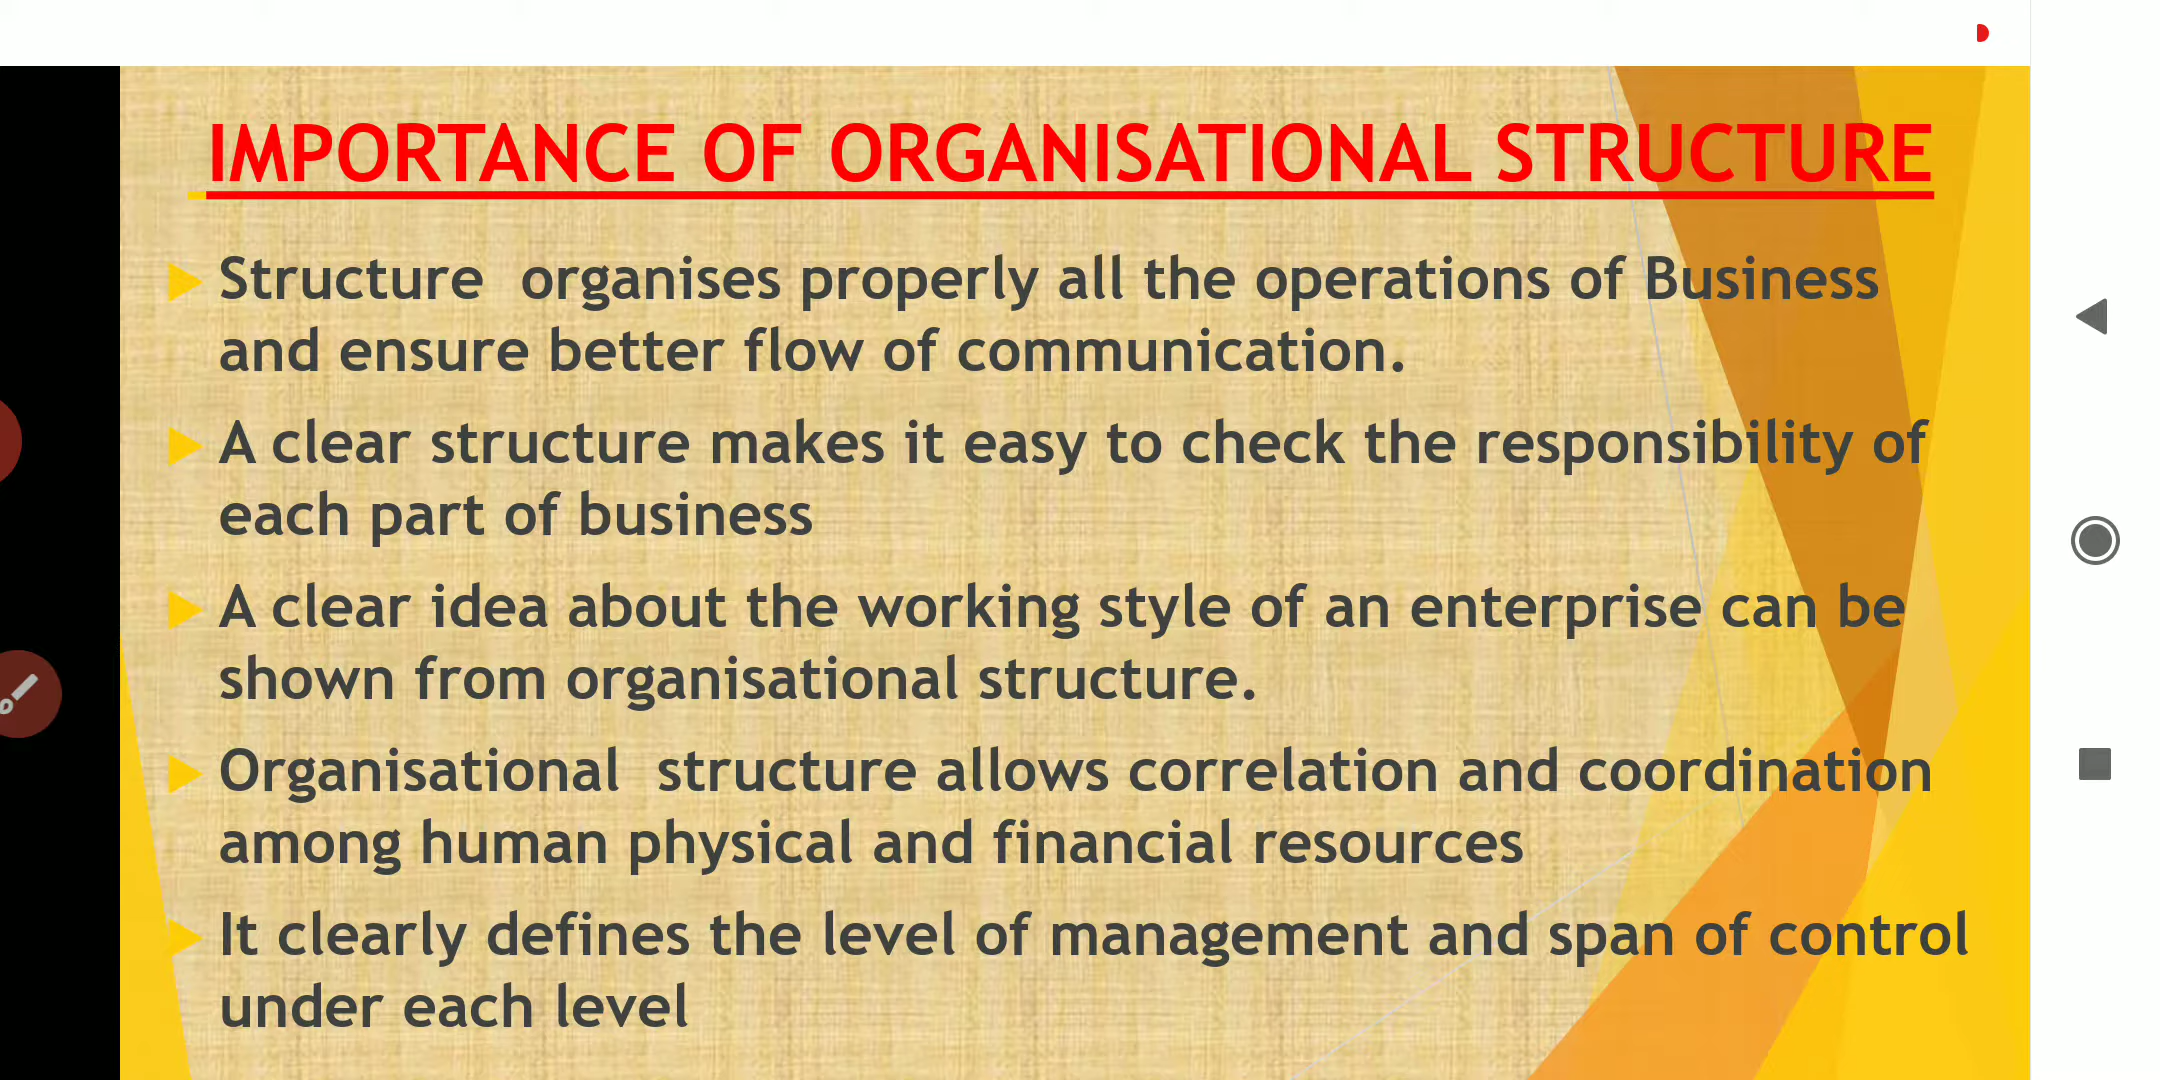 IMPORTANCE OF ORGANISATIONAL STRUCTURE
Structure  organises properly all the operations of Business
and ensure better flow of communication.
A clear structure makes it easy to check the responsibility of
each part of business
A clear idea about the working style of an enterprise can be
shown from organisational structure.
Organisational  structure allows correlation and coordination
among human physical and financial resources
It clearly defines the level of management and span of control
under each level